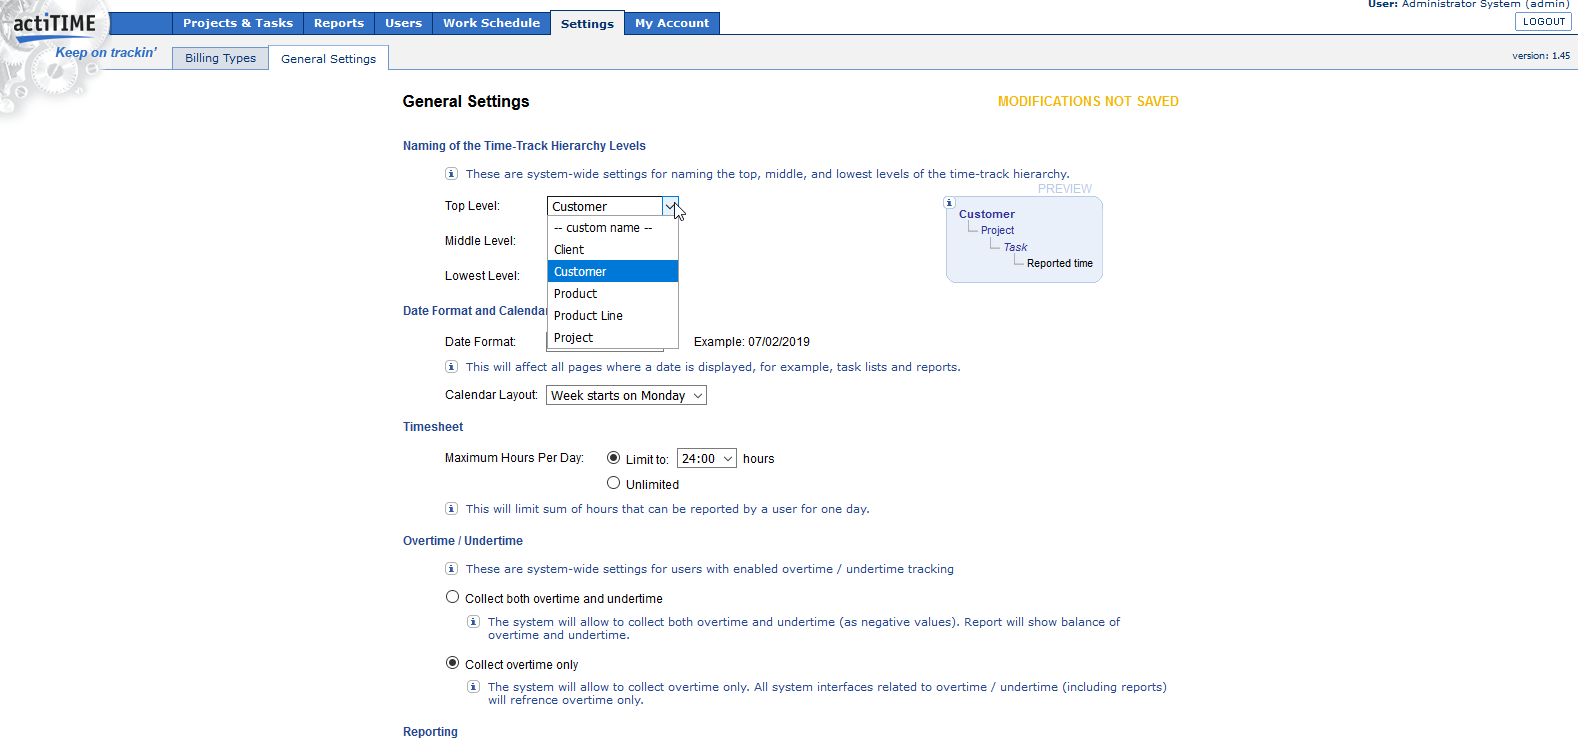 User: Administrator System (admin)
actiTIME
Projects & Tasks Reports Users Work Schedule Settings My Account
LOGOUT
Keep on trackin'
Billing Types General Settings
version: 1.45
General Settings
MODIFICATIONS NOT SAVED
Naming of the Time-Track Hierarchy Levels
These are system-wide settings for naming the top, middle, and lowest levels of the time-track hierarchy.
PREVIEW
Top Level: Customer
-- custom name --
Client
Customer
Product
Product Line
Project
Middle Level:
Lowest Level:
Customer
Project
Task
Reported time
Date Format and Calendar
Date Format:
Example: 07/02/2019
This will affect all pages where a date is displayed, for example, task lists and reports.
Calendar Layout: Week starts on Monday
Timesheet
Maximum Hours Per Day: Limit to: 24:00 hours
Unlimited
This will limit sum of hours that can be reported by a user for one day.
Overtime / Undertime
These are system-wide settings for users with enabled overtime / undertime tracking
Collect both overtime and undertime
The system will allow to collect both overtime and undertime (as negative values). Report will show balance of
overtime and undertime.
Collect overtime only
The system will allow to collect overtime only. All system interfaces related to overtime / undertime (including reports)
will refrence overtime only.
Reporting